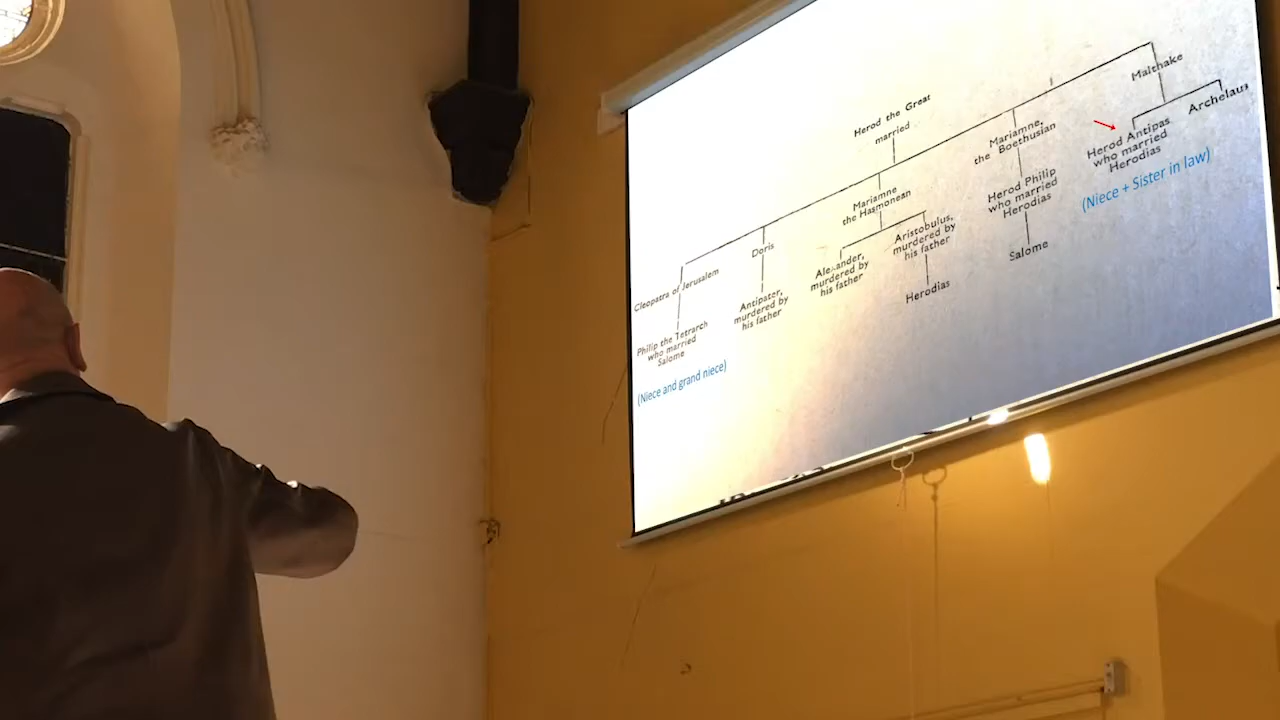 Herod the Great
married
Cleopatra of Jerusalem
Philip the Tetrarch
who married
Salome
(Niece and grand niece)
Doris
Antipater,
murdered by
his father
Mariamne
the Hasmonean
Alexander,
murdered by
his father
Aristobulus,
murdered by
his father
Herodias
Mariamne,
the Boethusian
Herod Philip
who married
Herodias
Salome
Malthake
Herod Antipas
who married
Herodias
(Niece + Sister in law)
Archelaus